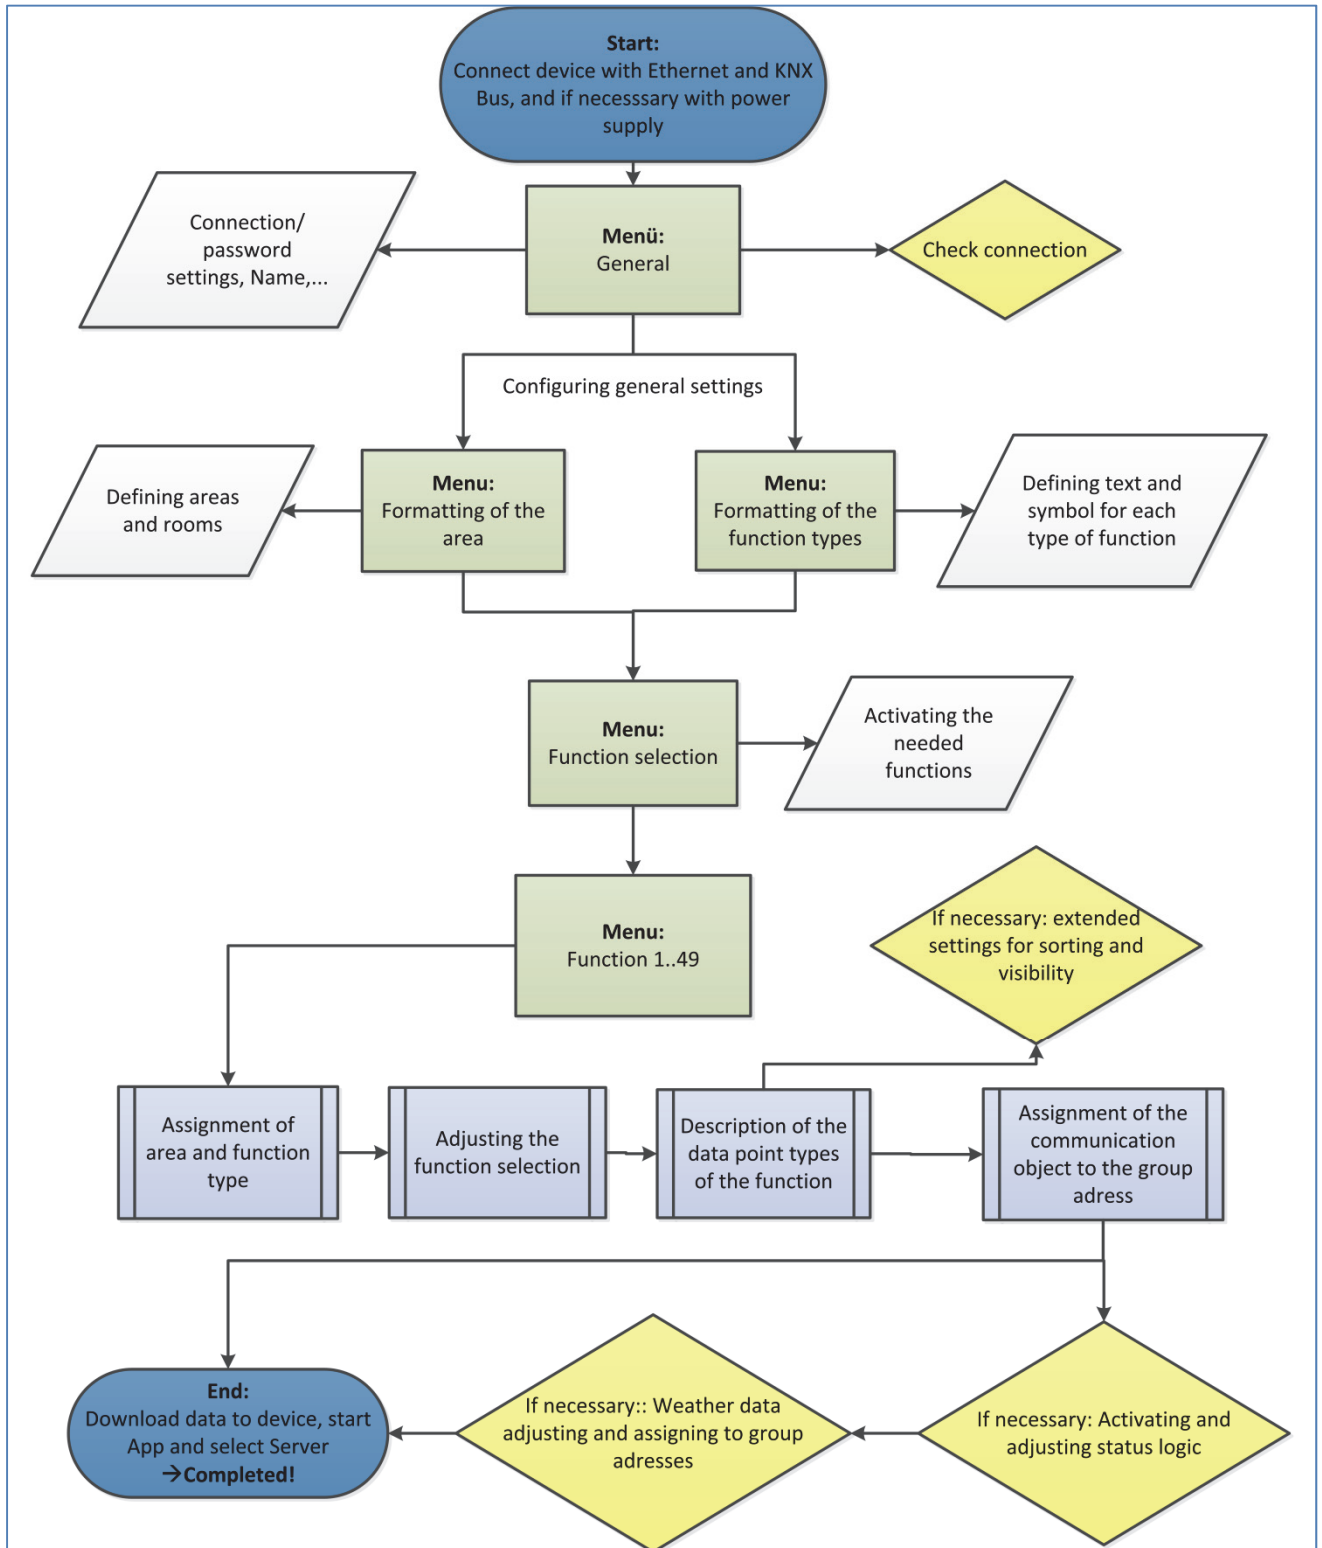 Start:
Connect device with Ethernet and KNX
Bus, and if necesssary with power
supply
Connection/
password
settings, Name,...
Menü:
General
Check connection
Configuring general settings
Defining areas
and rooms
Menu:
Formatting of the
area
Menu:
Formatting of the
function types
Defining text and
symbol for each
type of function
Menu:
Function selection
Activating the
needed
functions
Menu:
Function 1..49
If necessary: extended
settings for sorting and
visibility
Assignment of
area and function
type
Adjusting the
function selection
Description of the
data point types
of the function
Assignment of the
communication
object to the group
adress
End:
Download data to device, start
App and select Server
→Completed!
If necessary:: Weather data
adjusting and assigning to group
adresses
If necessary: Activating and
adjusting status logic